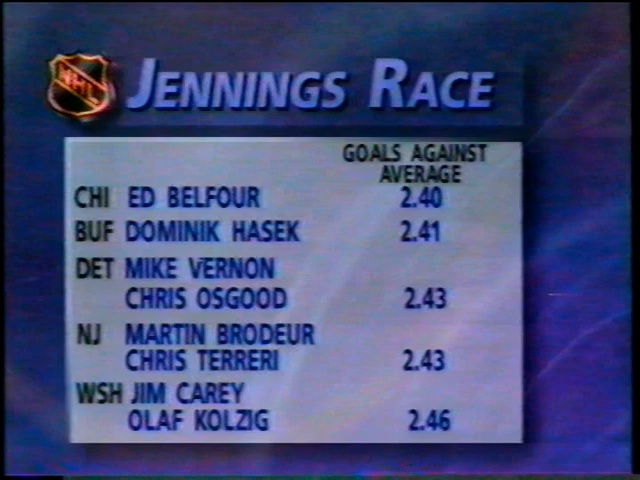 NHL
JENNINGS RACE
GOALS AGAINST
AVERAGE
CHI ED BELFOUR 2.40
BUF DOMINIK HASEK 2.41
DET MIKE VERNON
CHRIS OSGOOD 2.43
NJ MARTIN BRODEUR
CHRIS TERRERI 2.43
WSH JIM CAREY
OLAF KOLZIG 2.46